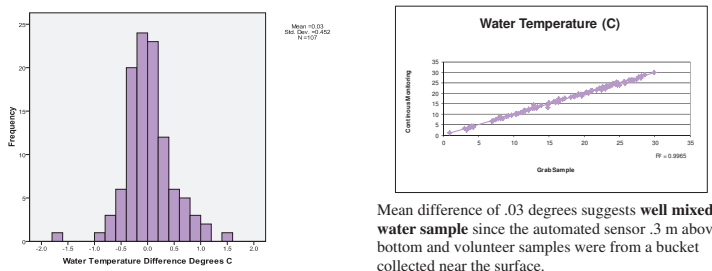 Mean =0.03
Std. Dev. =0.452
N =107
25
20
15
10
5
0
Frequency
-2.0 -1.5 -1.0 -0.5 0.0 0.5 1.0 1.5 2.0
Water Temperature Difference Degrees C
Water Temperature (C)
35
30
25
20
15
10
5
0
Continous Monitoring
0 5 10 15 20 25 30 35
R² = 0.9965
Grab Sample
Mean difference of .03 degrees suggests well mixed
water sample since the automated sensor .3 m abov
bottom and volunteer samples were from a bucket
collected near the surface.